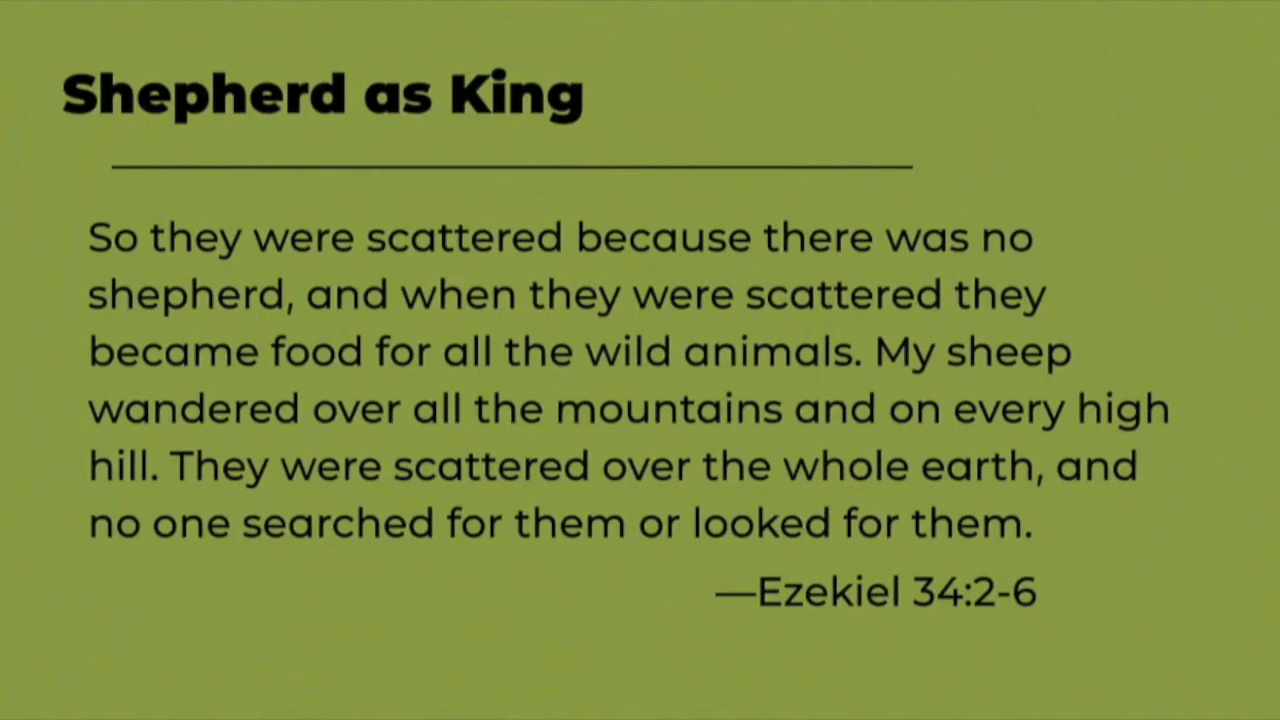 Shepherd as King
So they were scattered because there was no
shepherd, and when they were scattered they
became food for all the wild animals. My sheep
wandered over all the mountains and on every high
hill. They were scattered over the whole earth, and
no one searched for them or looked for them.
—Ezekiel 34:2-6